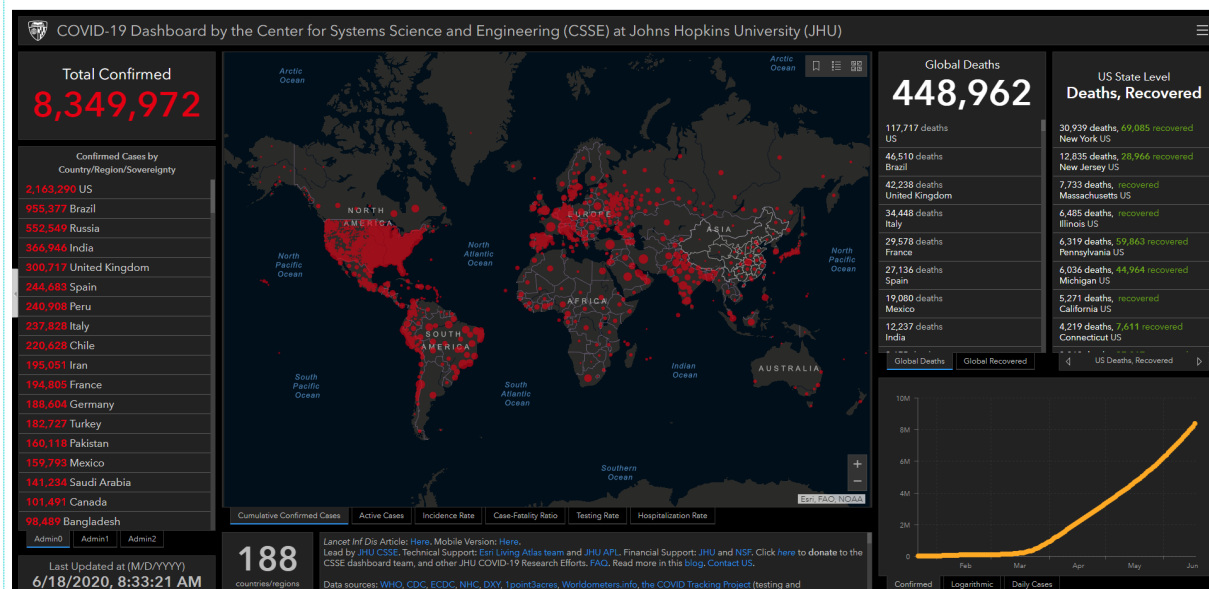 COVID-19 Dashboard by the Center for Systems Science and Engineering (CSSE) at Johns Hopkins University (JHU)
Total Confirmed
8,349,972
Confirmed Cases by
Country/Region/Sovereignty
2,163,290 US
955,377 Brazil
552,549 Russia
366,946 India
300,717 United Kingdom
244,683 Spain
240,908 Peru
237,828 Italy
220,628 Chile
195,051 Iran
194,805 France
188,604 Germany
182,727 Turkey
160,118 Pakistan
159,793 Mexico
141,234 Saudi Arabia
101,491 Canada
98,489 Bangladesh
Admin0 Admin1 Admin2
Last Updated at (M/D/YYYY)
6/18/2020, 8:33:21 AM
Arctic
Ocean
Arctic
Ocean
NORTH
AMERICA
EUROPE
ASIA
North
Pacific
Ocean
North
Atlantic
Ocean
North
Pacific
Ocean
AFRICA
SOUTH
AMERICA
Indian
Ocean
AUSTRALIA
South
Pacific
Ocean
South
Atlantic
Ocean
Southern
Ocean
+
−
Esri, FAO, NOAA
Cumulative Confirmed Cases Active Cases Incidence Rate Case-Fatality Ratio Testing Rate Hospitalization Rate
188
countries/regions
Lancet Inf Dis Article: Here. Mobile Version: Here.
Lead by JHU CSSE. Technical Support: Esri Living Atlas team and JHU APL. Financial Support: JHU and NSF. Click here to donate to the
CSSE dashboard team, and other JHU COVID-19 Research Efforts. FAQ. Read more in this blog. Contact US.
Data sources: WHO, CDC, ECDC, NHC, DXY, 1point3acres, Worldometers.info, the COVID Tracking Project (testing and
Global Deaths
448,962
117,717 deaths
US
46,510 deaths
Brazil
42,238 deaths
United Kingdom
34,448 deaths
Italy
29,578 deaths
France
27,136 deaths
Spain
19,080 deaths
Mexico
12,237 deaths
India
Global Deaths Global Recovered
US State Level
Deaths, Recovered
30,939 deaths, 69,085 recovered
New York US
12,835 deaths, 28,966 recovered
New Jersey US
7,733 deaths, recovered
Massachusetts US
6,485 deaths, recovered
Illinois US
6,319 deaths, 59,863 recovered
Pennsylvania US
6,036 deaths, 44,964 recovered
Michigan US
5,271 deaths, recovered
California US
4,219 deaths, 7,611 recovered
Connecticut US
US Deaths, Recovered
10M
8M
6M
4M
2M
0
Feb Mar Apr May Jun
Confirmed Logarithmic Daily Cases